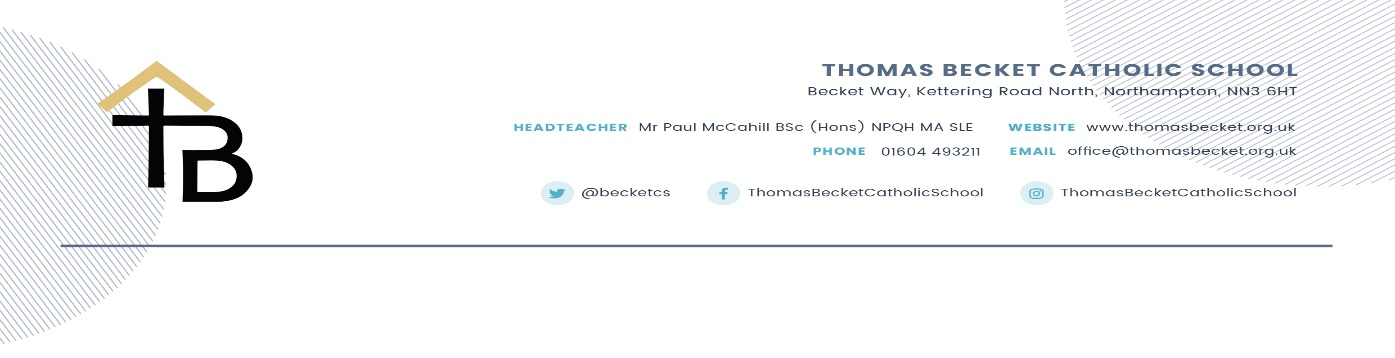 tB
THOMAS BECKET CATHOLIC SCHOOL
Becket Way, Kettering Road North, Northampton, NN3 6HT
HEADTEACHER Mr Paul McCahill BSc (Hons) NPQH MA SLE WEBSITE www.thomasbecket.org.uk
PHONE 01604 493211 EMAIL office@thomasbecket.org.uk
@becketcs ThomasBecketCatholicSchool ThomasBecketCatholicSchool